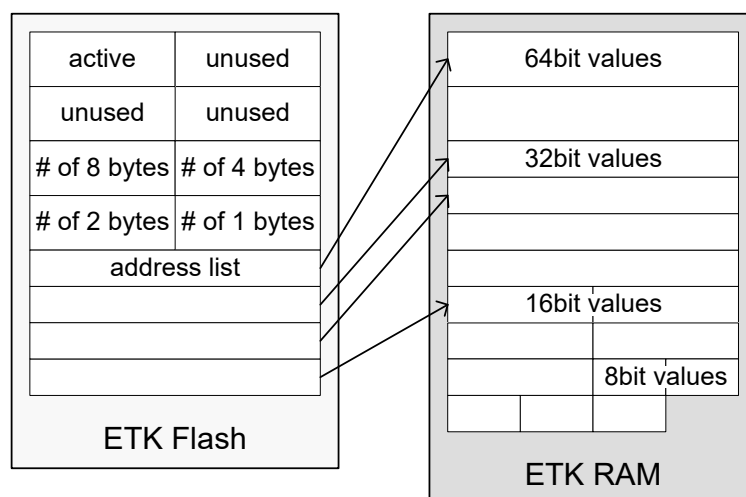 active
unused
unused
unused
# of 8 bytes
# of 4 bytes
# of 2 bytes
# of 1 bytes
address list
ETK Flash
64bit values
32bit values
16bit values
8bit values
ETK RAM